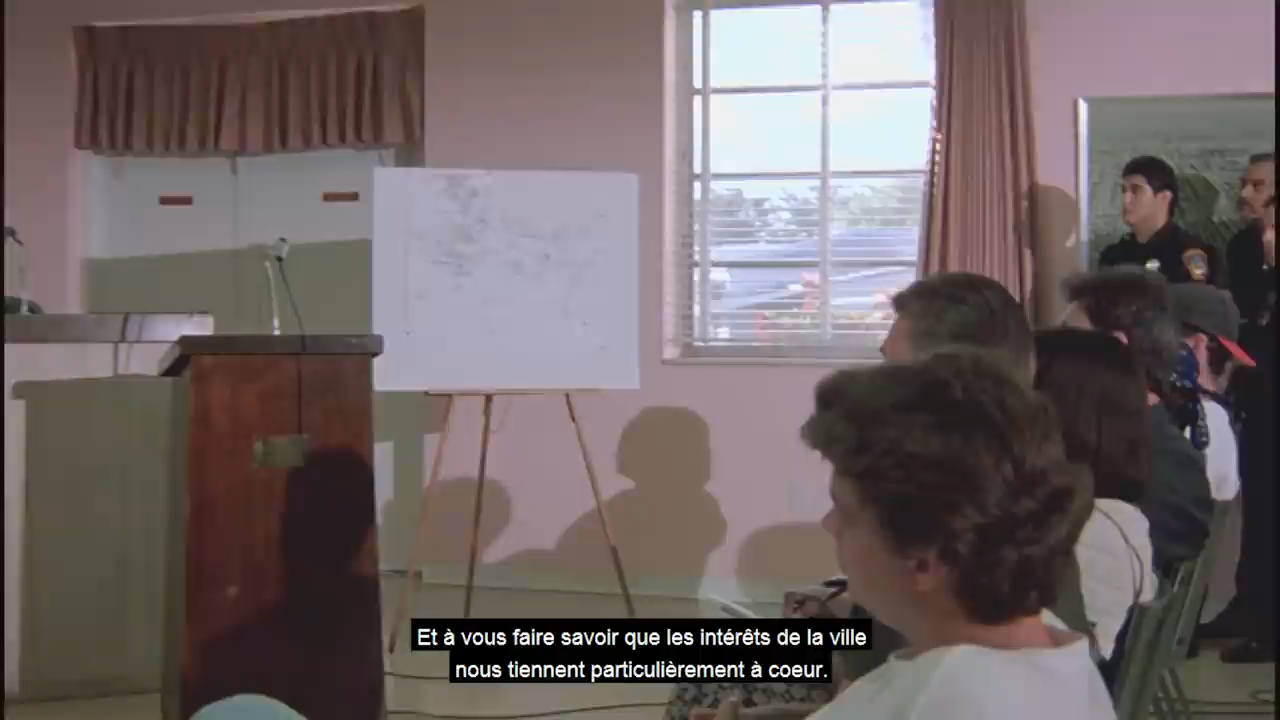 Et à vous faire savoir que les intérêts de la ville
nous tiennent particulièrement à coeur.